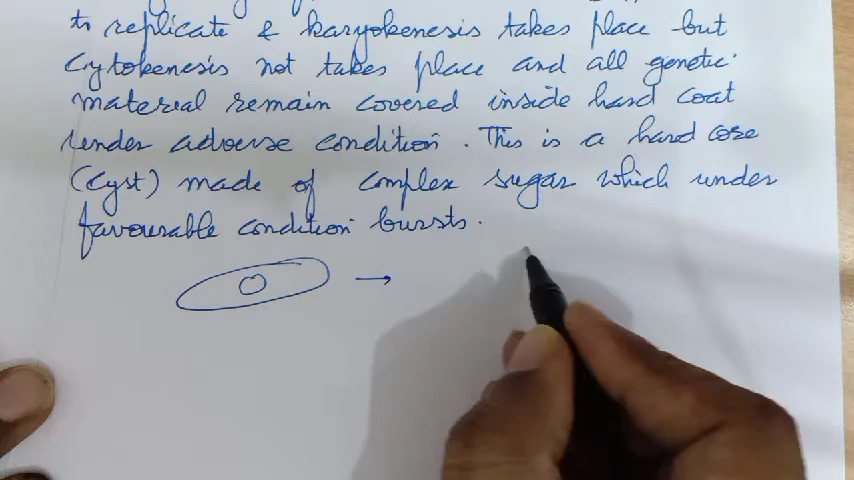 to replicate & karyokenesis takes place but
Cytokenesis not takes place and all genetic
material remain covered inside hard coat
under adverse condition. This is a hard core
(Cyst) made of complex sugar which under
favourable condition bursts.